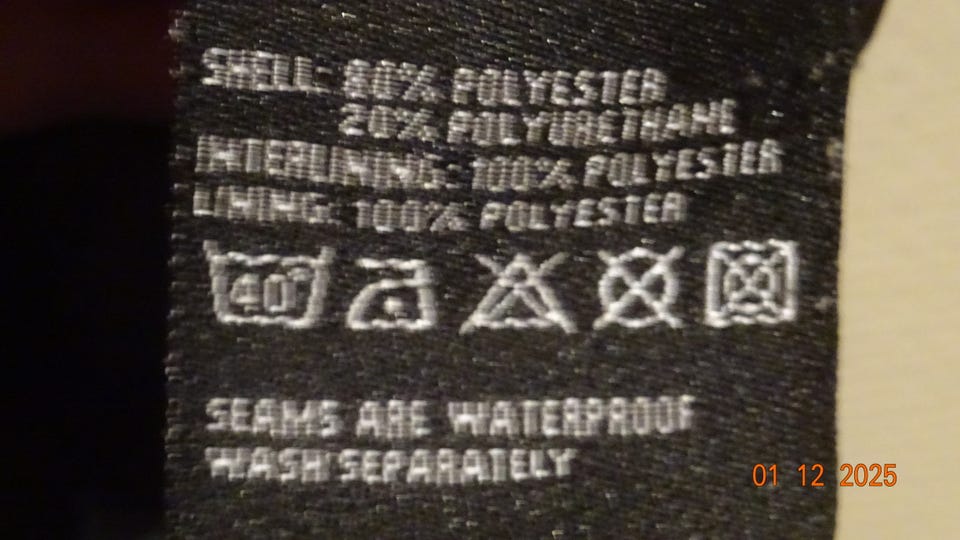 SHELL: 80% POLYESTER
20% POLYURETHANE
INTERLINING: 100% POLYESTER
LINING: 100% POLYESTER
40°
SEAMS ARE WATERPROOF
WASH SEPARATELY
01 12 2025